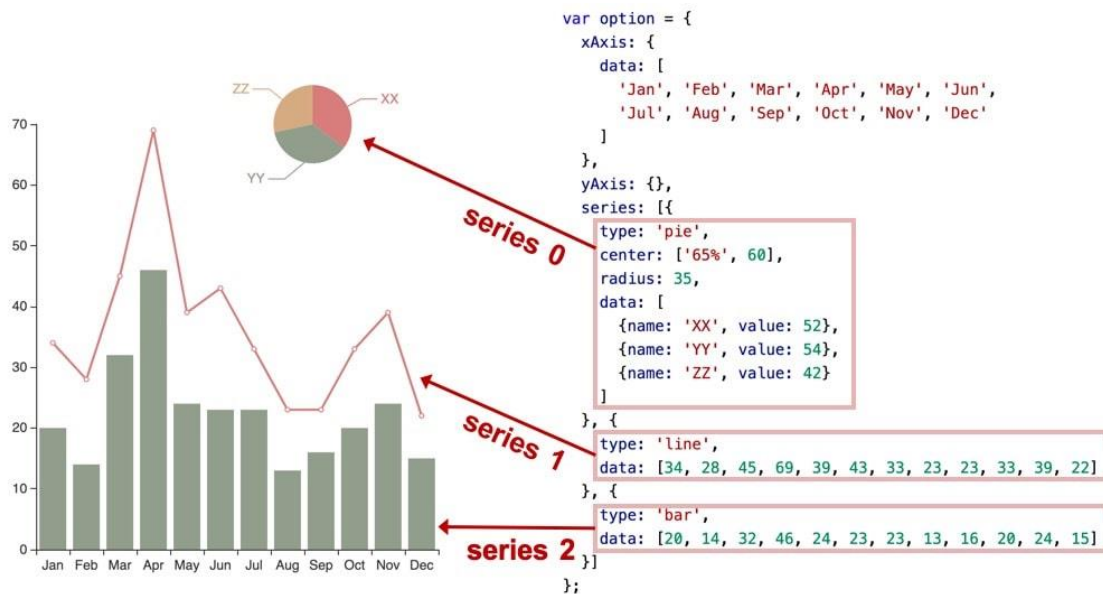 var option = {
xAxis: {
data: [
'Jan', 'Feb', 'Mar', 'Apr', 'May', 'Jun',
'Jul', 'Aug', 'Sep', 'Oct', 'Nov', 'Dec'
]
},
yAxis: {},
series: [{
type: 'pie',
center: ['65%', 60],
radius: 35,
data: [
{name: 'XX', value: 52},
{name: 'YY', value: 54},
{name: 'ZZ', value: 42}
]
}, {
type: 'line',
data: [34, 28, 45, 69, 39, 43, 33, 23, 23, 33, 39, 22]
}, {
type: 'bar',
data: [20, 14, 32, 46, 24, 23, 23, 13, 16, 20, 24, 15]
}]
};
ZZ
XX
YY
series 0
series 1
series 2
70
60
50
40
30
20
10
0
Jan Feb Mar Apr May Jun Jul Aug Sep Oct Nov Dec